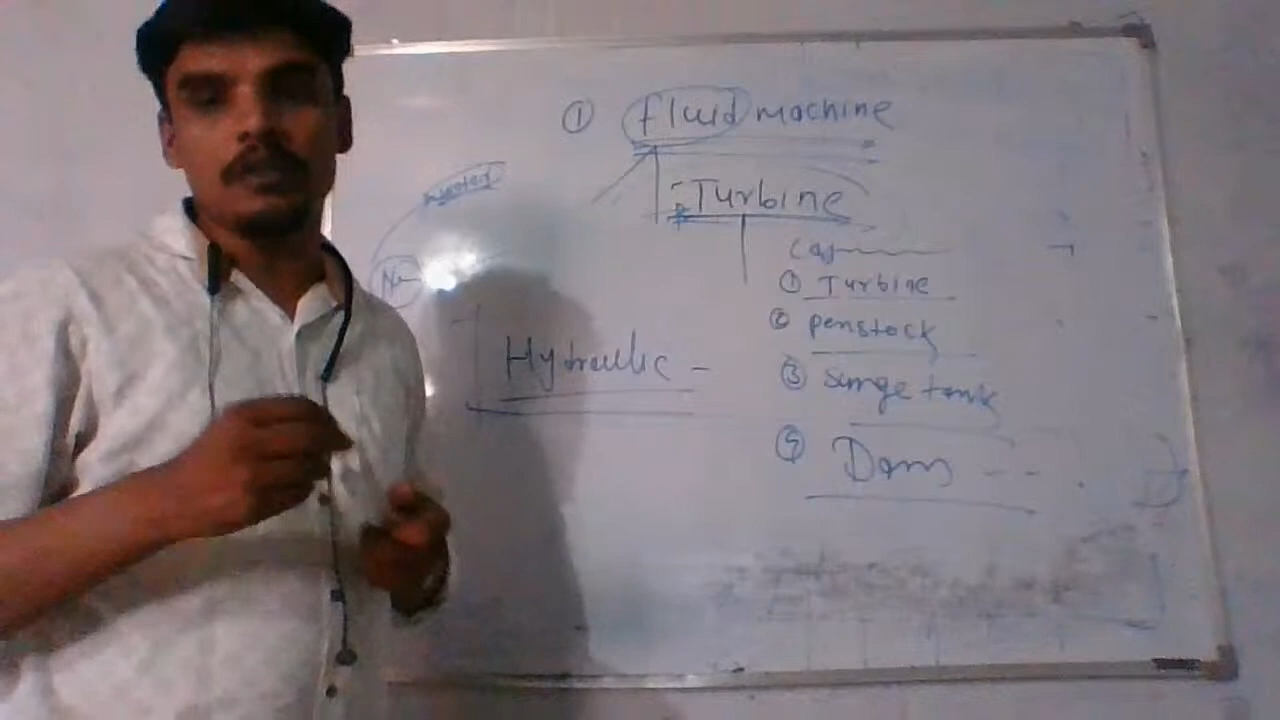 ① fluid machine
Turbine
① Turbine
② penstock
③ Surge tank
④ Dam
Hydraulic -